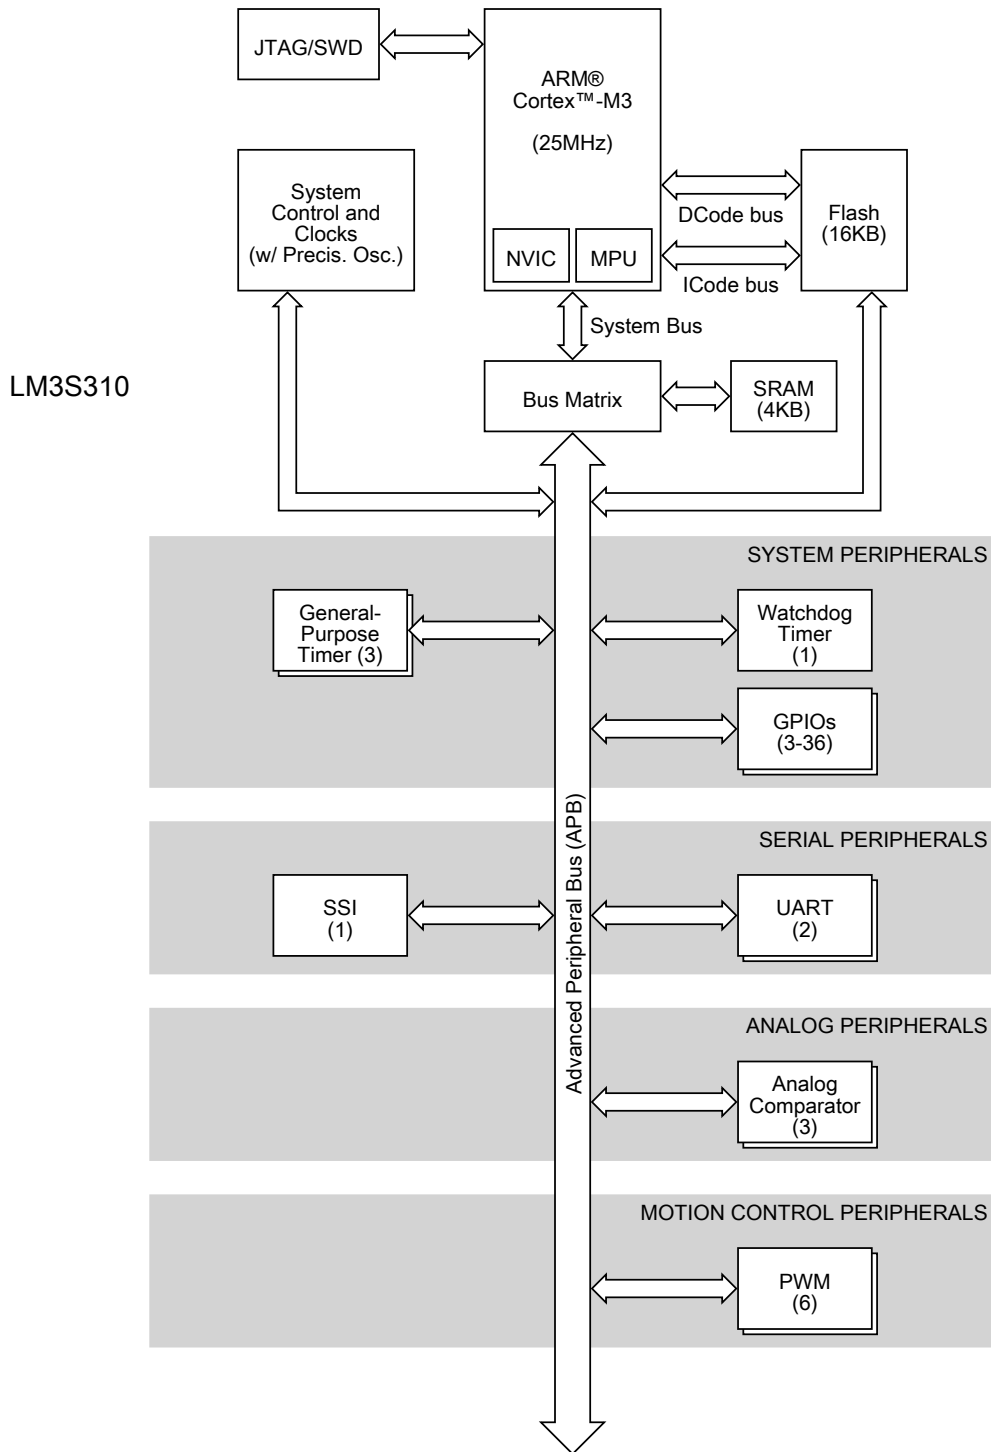 JTAG/SWD
ARM®
Cortex™-M3
(25MHz)
NVIC
MPU
System
Control and
Clocks
(w/ Precis. Osc.)
DCode bus
ICode bus
Flash
(16KB)
System Bus
LM3S310
Bus Matrix
SRAM
(4KB)
SYSTEM PERIPHERALS
General-
Purpose
Timer (3)
Watchdog
Timer
(1)
GPIOs
(3-36)
Advanced Peripheral Bus (APB)
SERIAL PERIPHERALS
SSI
(1)
UART
(2)
ANALOG PERIPHERALS
Analog
Comparator
(3)
MOTION CONTROL PERIPHERALS
PWM
(6)